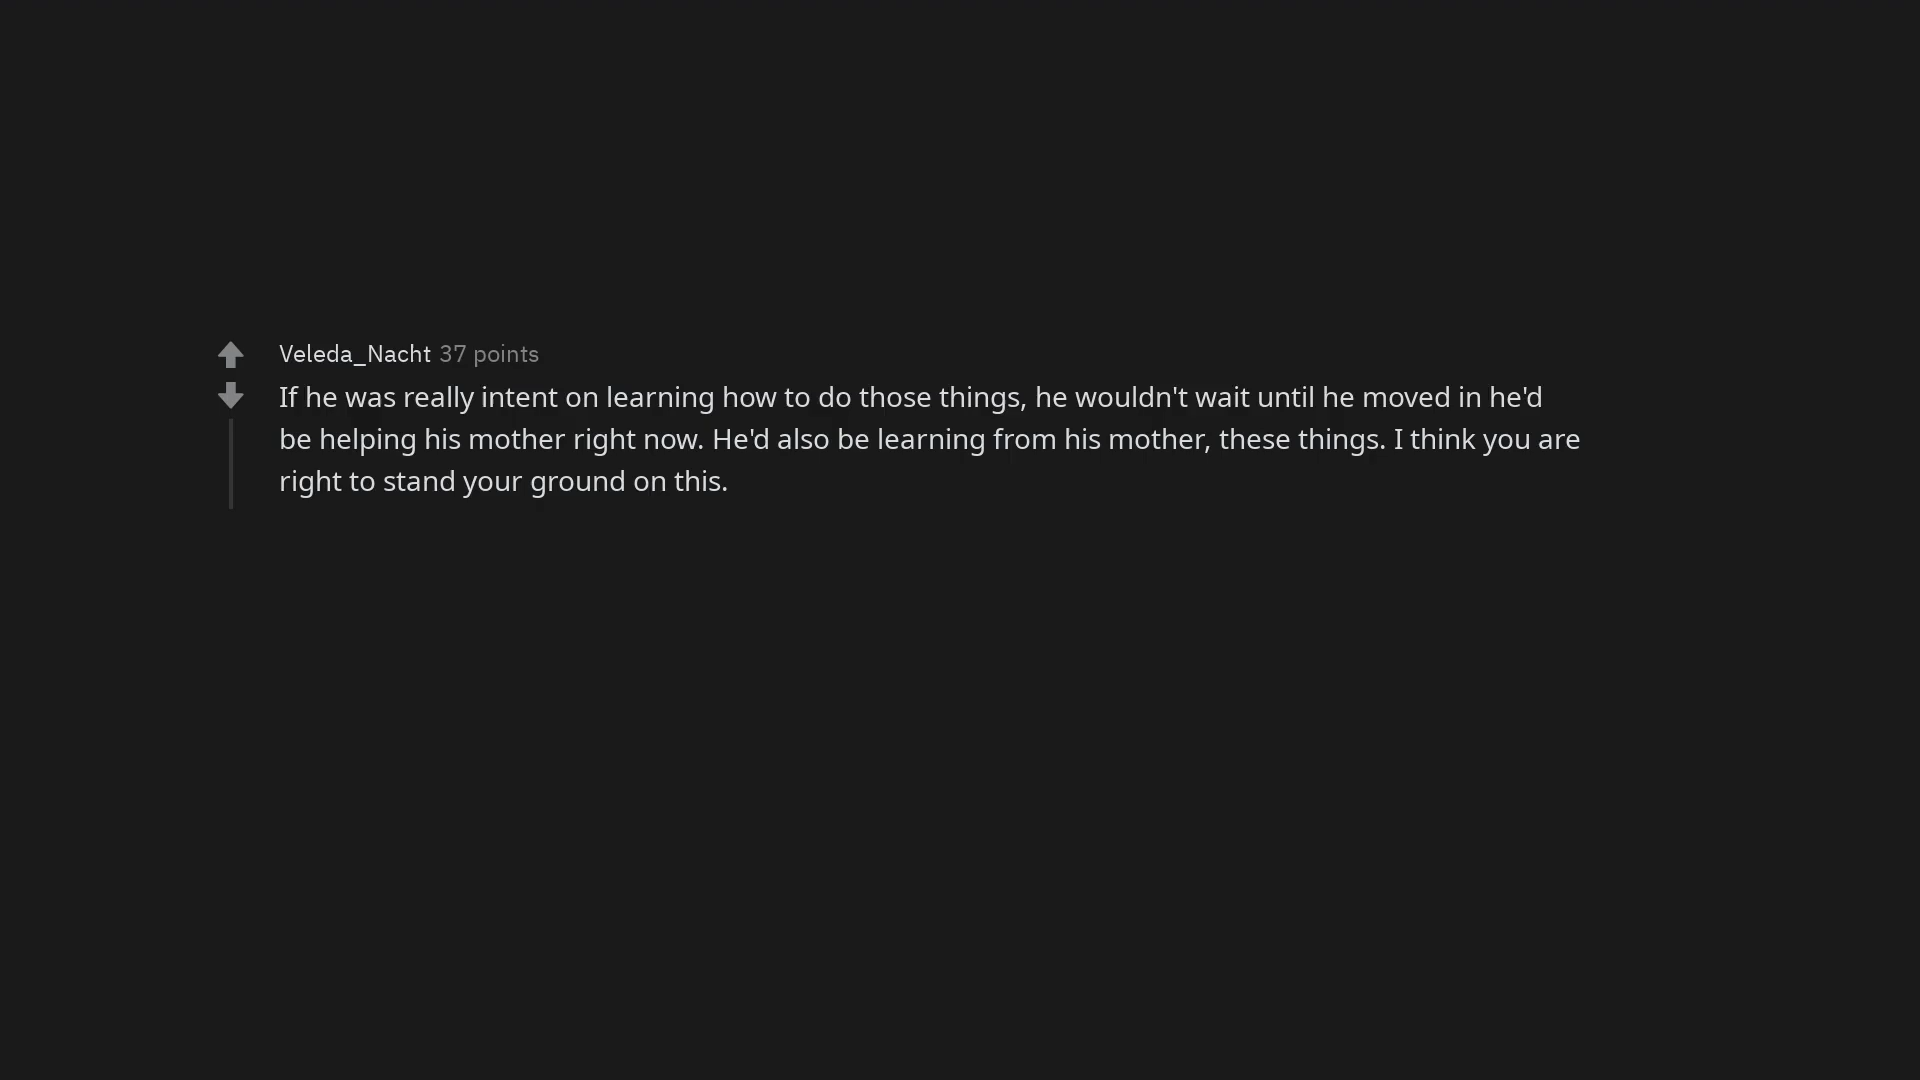 Veleda_Nacht 37 points
If he was really intent on learning how to do those things, he wouldn't wait until he moved in he'd
be helping his mother right now. He'd also be learning from his mother, these things. I think you are
right to stand your ground on this.